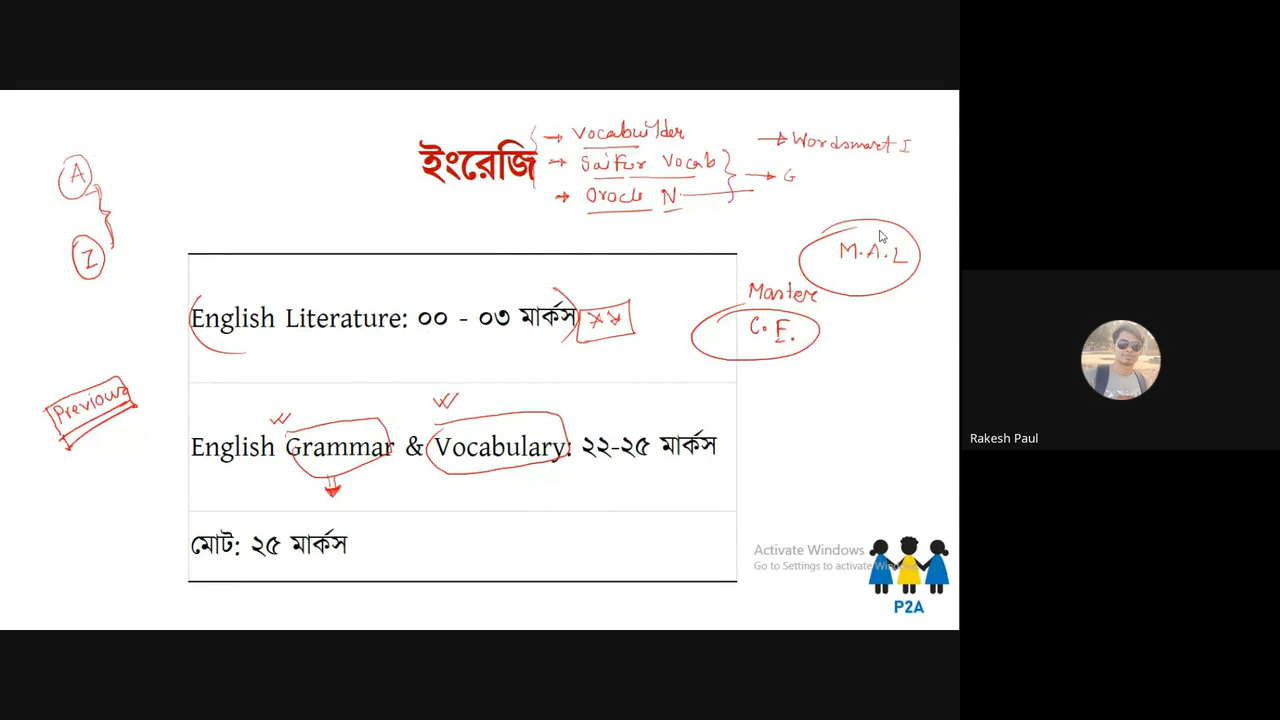 ইংরেজি
→ Vocabuilder
→ Saifur Vocab
→ Oracle N
→ Wordsmart I
→ G
A
Z
M.A.L
Master
C.E.
English Literature: ০০ - ০৩ মার্কস
Previous
English Grammar & Vocabulary: ২২-২৫ মার্কস
মোট: ২৫ মার্কস
Activate Windows
Go to Settings to activate Windows.
P2A
Rakesh Paul